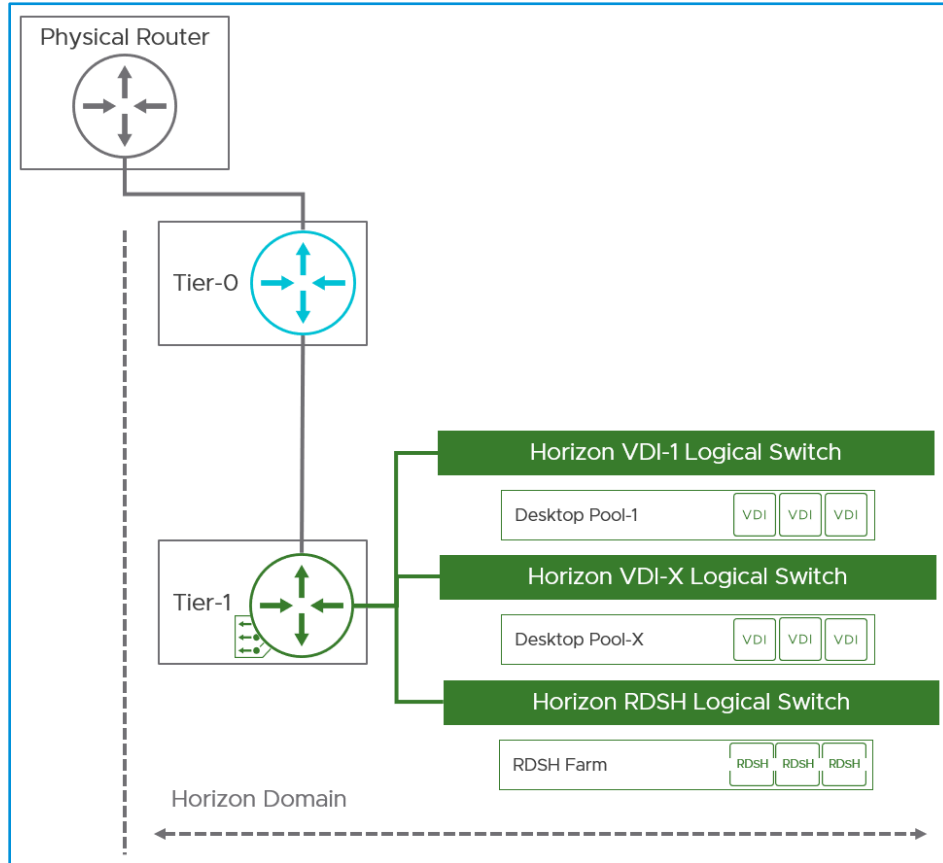 Physical Router
Tier-0
Horizon VDI-1 Logical Switch
Desktop Pool-1
VDI VDI VDI
Tier-1
Horizon VDI-X Logical Switch
Desktop Pool-X
VDI VDI VDI
Horizon RDSH Logical Switch
RDSH Farm
RDSH RDSH RDSH
Horizon Domain